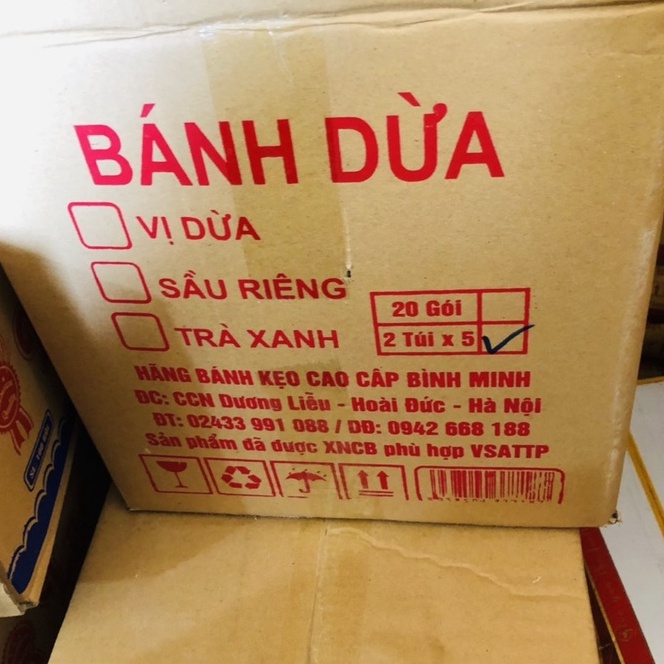 BÁNH DỪA
VỊ DỪA
SẦU RIÊNG
TRÀ XANH
20 Gói
2 Túi x 5
HÃNG BÁNH KẸO CAO CẤP BÌNH MINH
ĐC: CCN Dương Liễu - Hoài Đức - Hà Nội
ĐT: 02433 991 088 / DĐ: 0942 668 188
Sản phẩm đã được XNCB phù hợp VSATTP